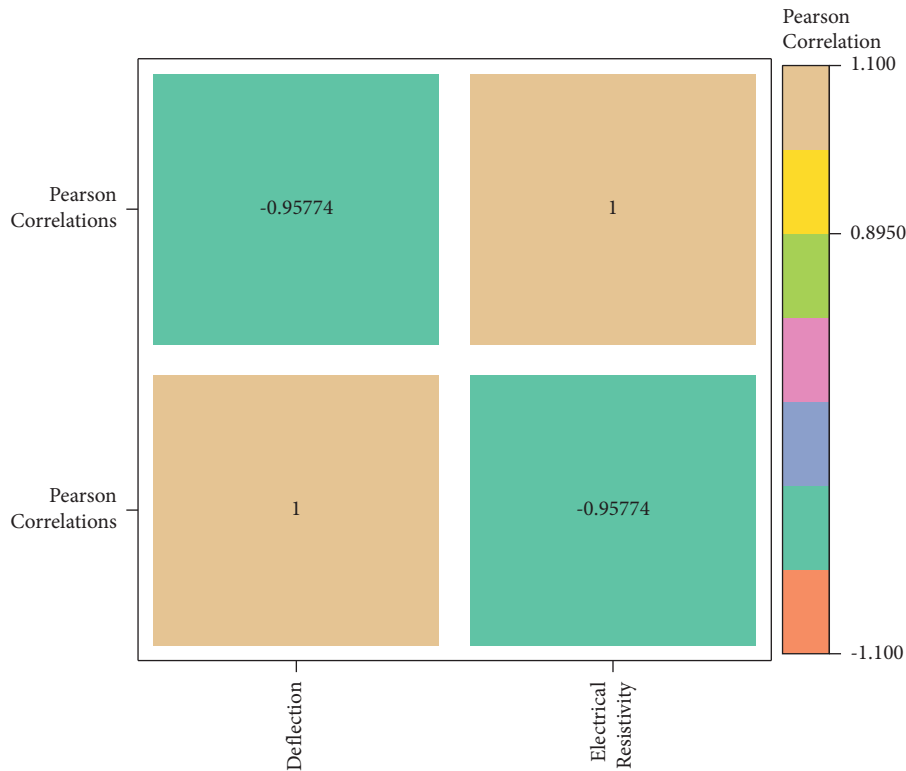 Pearson
Correlation
1.100
0.8950
-1.100
Pearson
Correlations
-0.95774
1
Pearson
Correlations
1
-0.95774
Deflection
Electrical
Resistivity